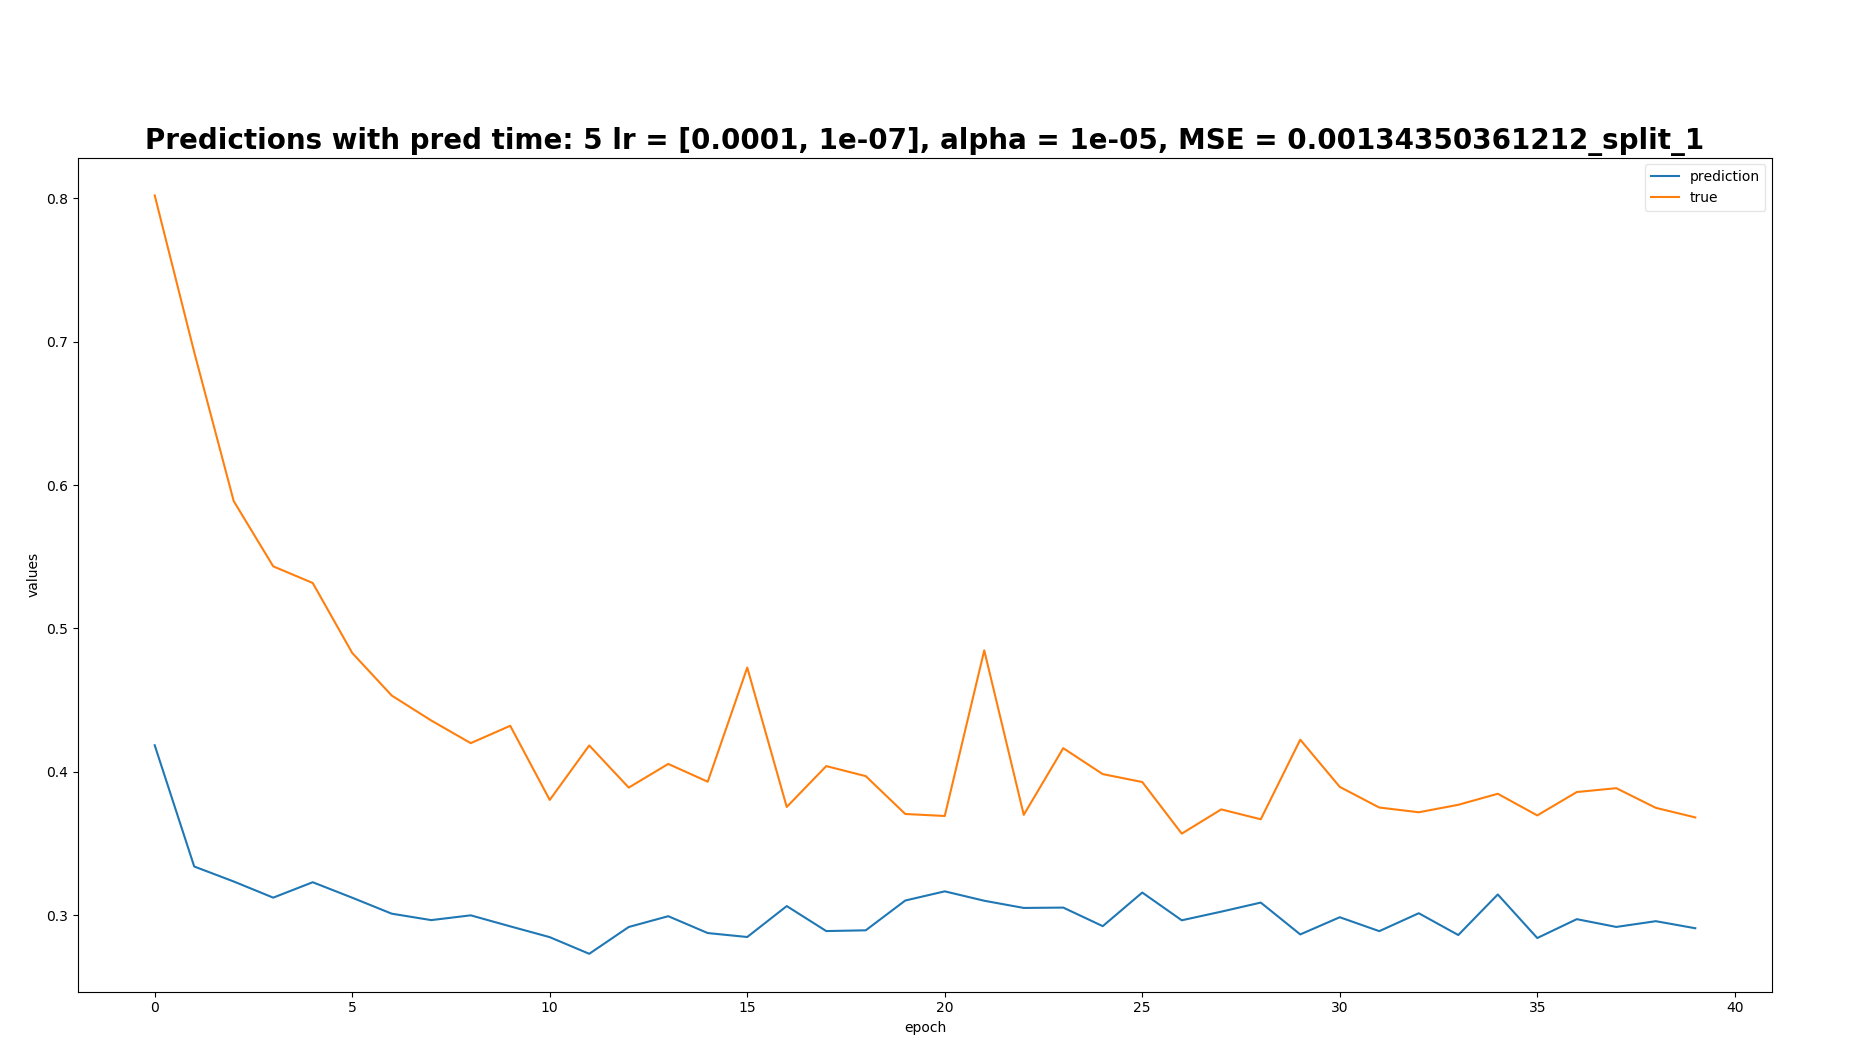 Predictions with pred time: 5 lr = [0.0001, 1e-07], alpha = 1e-05, MSE = 0.00134350361212_split_1
prediction
true
0.8
0.7
0.6
0.5
0.4
0.3
values
0 5 10 15 20 25 30 35 40
epoch